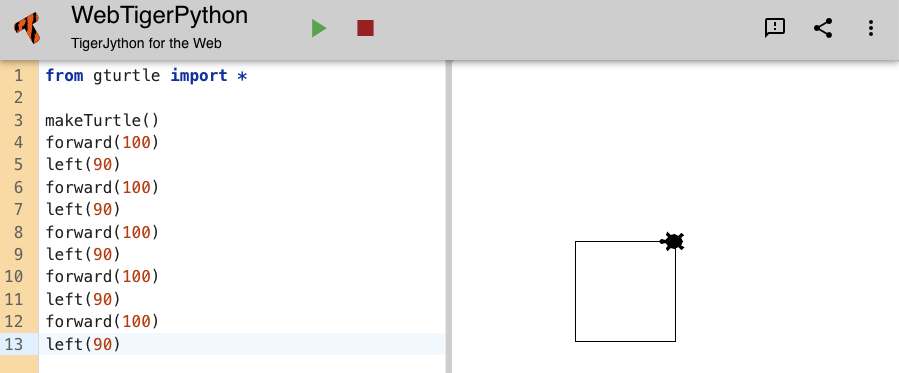 WebTigerPython
TigerJython for the Web
1 from gturtle import *
2
3 makeTurtle()
4 forward(100)
5 left(90)
6 forward(100)
7 left(90)
8 forward(100)
9 left(90)
10 forward(100)
11 left(90)
12 forward(100)
13 left(90)